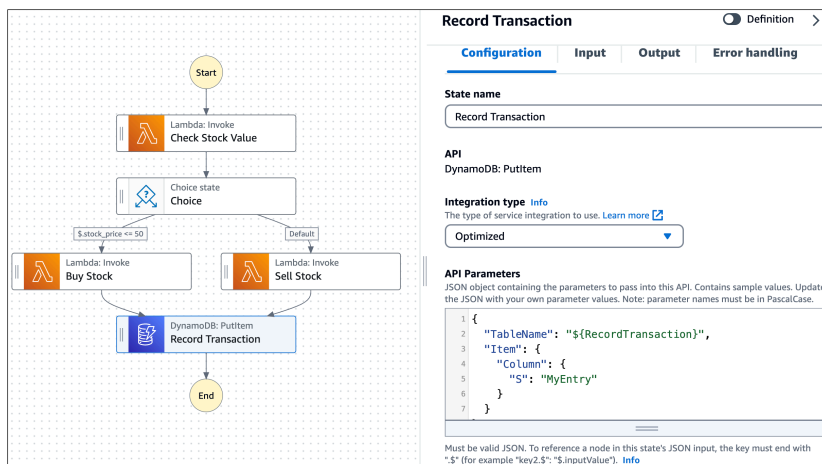 Start
Lambda: Invoke
Check Stock Value
Choice state
Choice
$.stock_price <= 50
Default
Lambda: Invoke
Buy Stock
Lambda: Invoke
Sell Stock
DynamoDB: PutItem
Record Transaction
End
Record Transaction
Definition
Configuration Input Output Error handling
State name
Record Transaction
API
DynamoDB: PutItem
Integration type Info
The type of service integration to use. Learn more
Optimized
API Parameters
JSON object containing the parameters to pass into this API. Contains sample values. Update
the JSON with your own parameter values. Note: parameter names must be in PascalCase.
1 {
2 "TableName": "${RecordTransaction}",
3 "Item": {
4 "Column": {
5 "S": "MyEntry"
6 }
7 }
Must be valid JSON. To reference a node in this state's JSON input, the key must end with
".$" (for example "key2.$": "$.inputValue"). Info